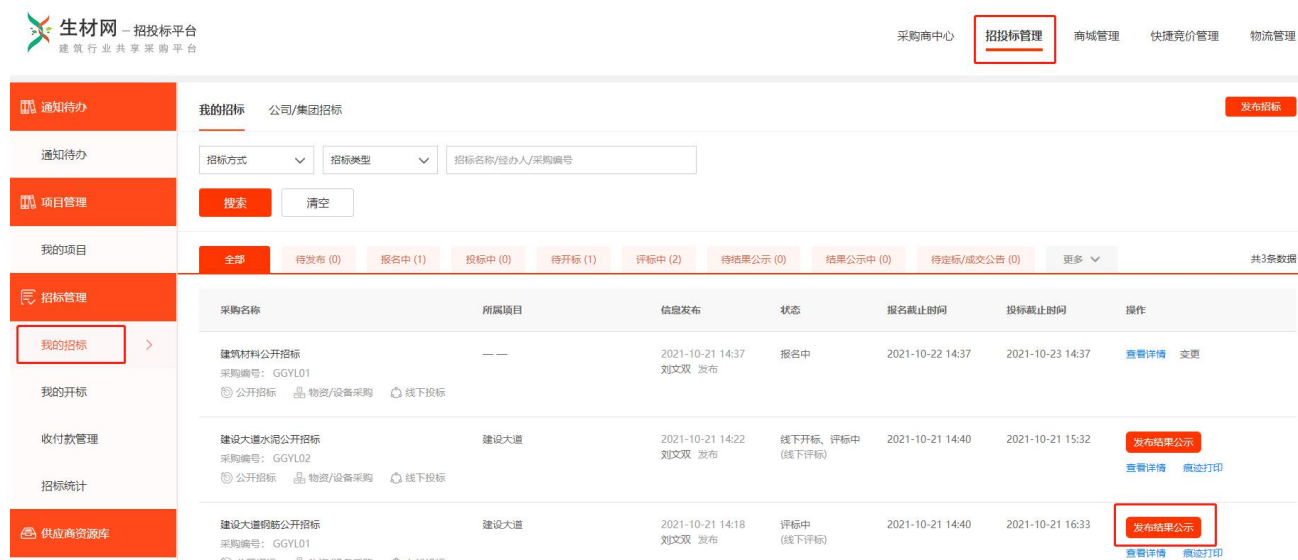 生材网 – 招投标平台
建筑行业共享采购平台
采购商中心 招投标管理 商城管理 快捷竞价管理 物流管理
通知待办
通知待办
项目管理
我的项目
招标管理
我的招标
我的开标
收付款管理
招标统计
供应商资源库
我的招标 公司/集团招标 发布招标
招标方式 招标类型 招标名称/经办人/采购编号
搜索 清空
全部 待发布 (0) 报名中 (1) 投标中 (0) 待开标 (1) 评标中 (2) 待结果公示 (0) 结果公示中 (0) 待定标/成交公告 (0) 更多 共3条数据
采购名称 所属项目 信息发布 状态 报名截止时间 投标截止时间 操作
建筑材料公开招标 — — 2021-10-21 14:37 报名中 2021-10-22 14:37 2021-10-23 14:37 查看详情 变更
采购编号: GGYL01 刘文双 发布
公开招标 物资/设备采购 线下投标
建设大道水泥公开招标 建设大道 2021-10-21 14:22 线下开标、评标中 2021-10-21 14:40 2021-10-21 15:32 发布结果公示
采购编号: GGYL02 刘文双 发布 (线下评标)
公开招标 物资/设备采购 线下投标 查看详情 痕迹打印
建设大道钢筋公开招标 建设大道 2021-10-21 14:18 评标中 2021-10-21 14:40 2021-10-21 16:33 发布结果公示
采购编号: GGYL01 刘文双 发布 (线下评标)
查看详情 痕迹打印